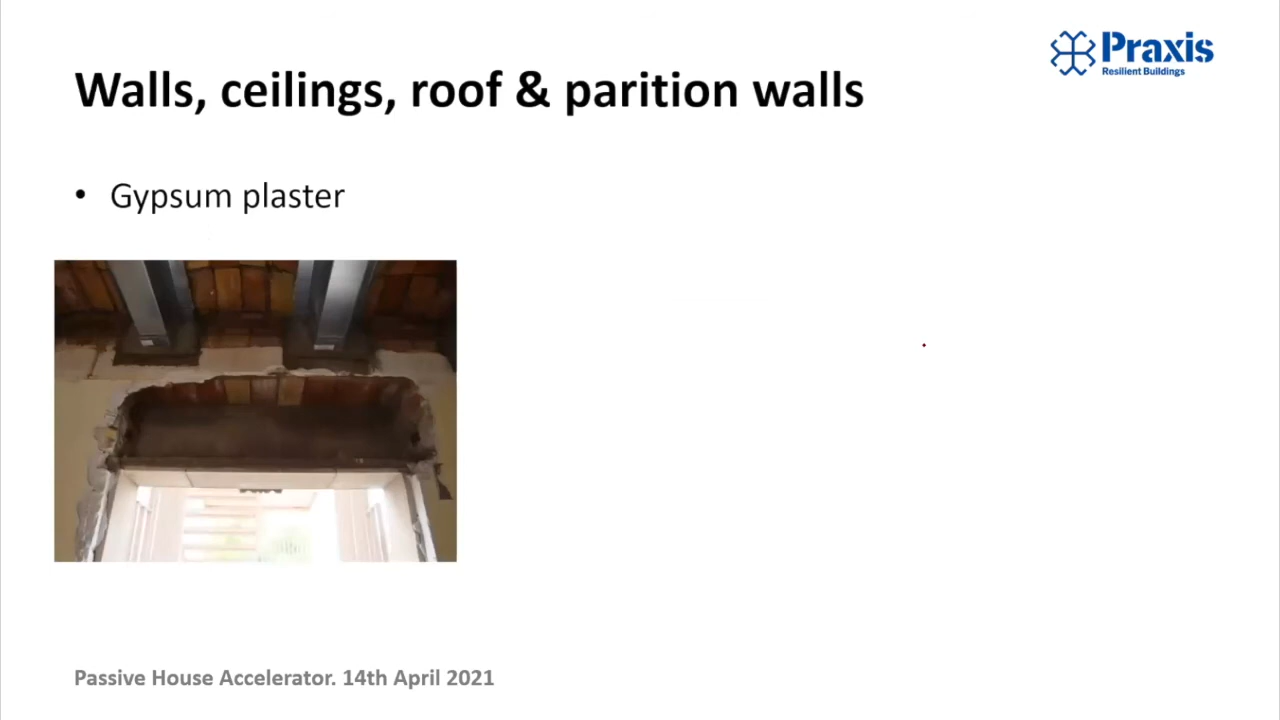 Praxis
Resilient Buildings
Walls, ceilings, roof & parition walls
• Gypsum plaster
Passive House Accelerator. 14th April 2021